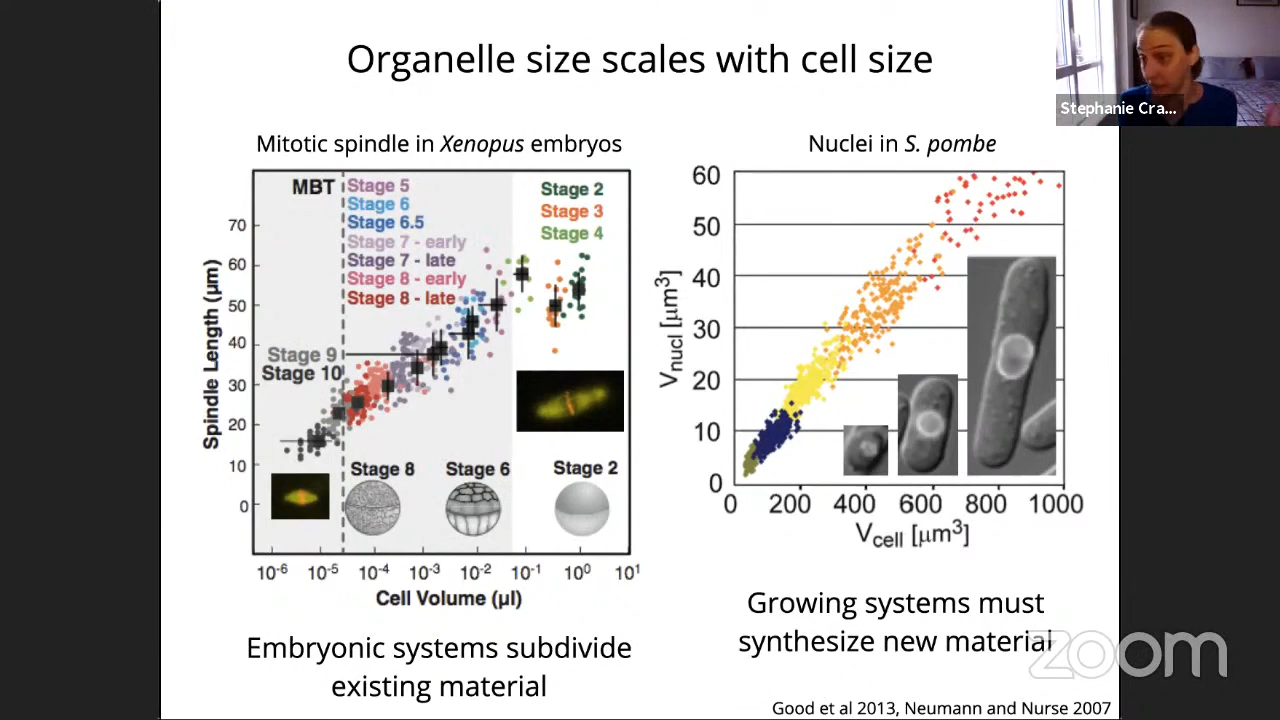 Organelle size scales with cell size
Stephanie Cra...
Mitotic spindle in Xenopus embryos
MBT
Stage 5
Stage 6
Stage 6.5
Stage 7 - early
Stage 7 - late
Stage 8 - early
Stage 8 - late
Stage 2
Stage 3
Stage 4
Stage 9
Stage 10
Stage 8
Stage 6
Stage 2
Spindle Length (μm)
70
60
50
40
30
20
10
0
10⁻⁶ 10⁻⁵ 10⁻⁴ 10⁻³ 10⁻² 10⁻¹ 10⁰ 10¹
Cell Volume (μl)
Embryonic systems subdivide
existing material
Nuclei in S. pombe
Vnucl [μm³]
60
50
40
30
20
10
0
0 200 400 600 800 1000
Vcell [μm³]
Growing systems must
synthesize new material
zoom
Good et al 2013, Neumann and Nurse 2007